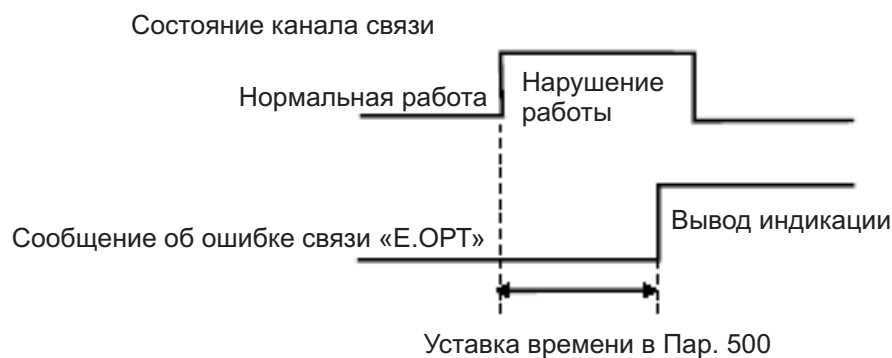 Состояние канала связи
Нормальная работа
Нарушение
работы
Сообщение об ошибке связи «E.OPT»
Вывод индикации
Уставка времени в Пар. 500